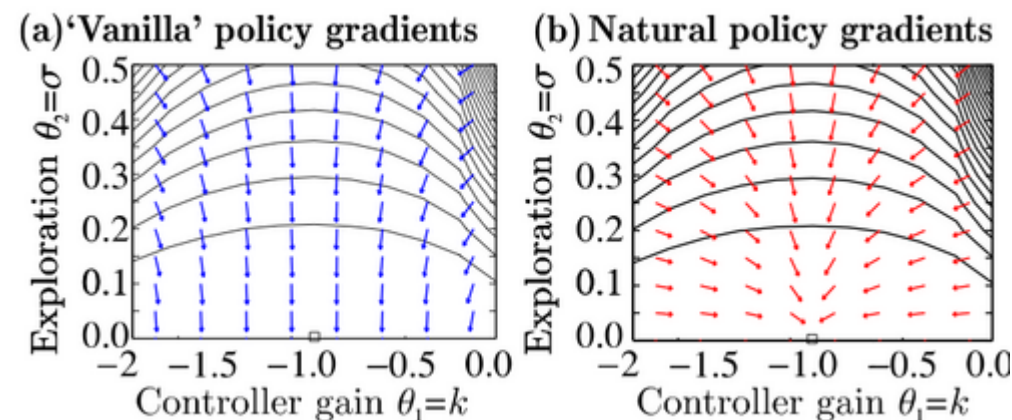 (a)‘Vanilla’ policy gradients
Exploration θ₂=σ
0.5
0.4
0.3
0.2
0.1
0.0
−2 −1.5 −1.0 −0.5 0.0
Controller gain θ₁=k
(b) Natural policy gradients
Exploration θ₂=σ
0.5
0.4
0.3
0.2
0.1
0.0
−2 −1.5 −1.0 −0.5 0.0
Controller gain θ₁=k